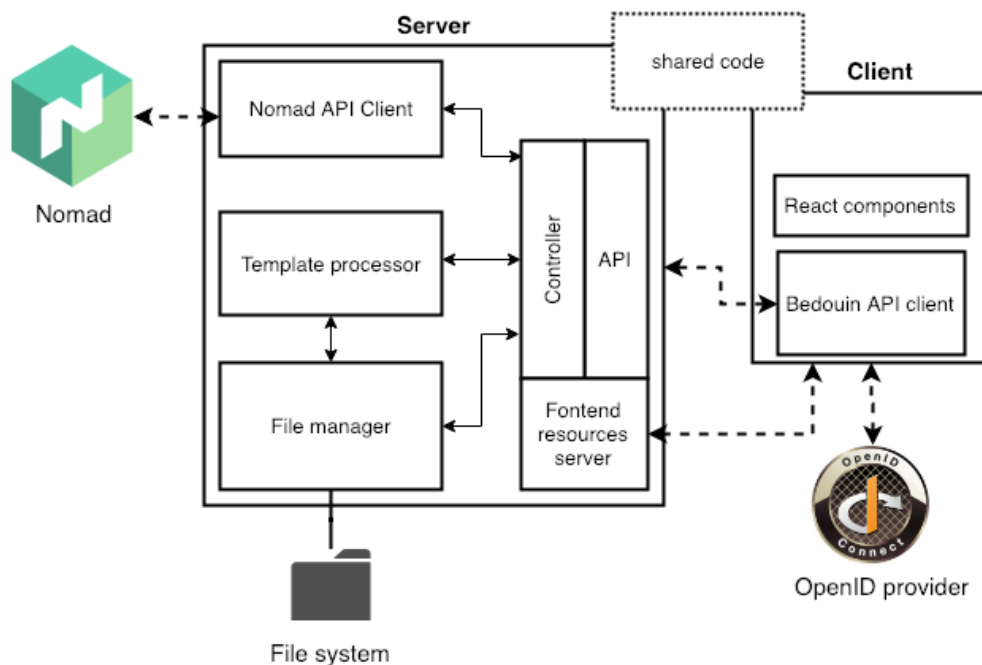 Server
shared code
Client
Nomad API Client
Nomad
Controller
API
React components
Template processor
Bedouin API client
File manager
Fontend
resources
server
OpenID
Connect
OpenID provider
File system